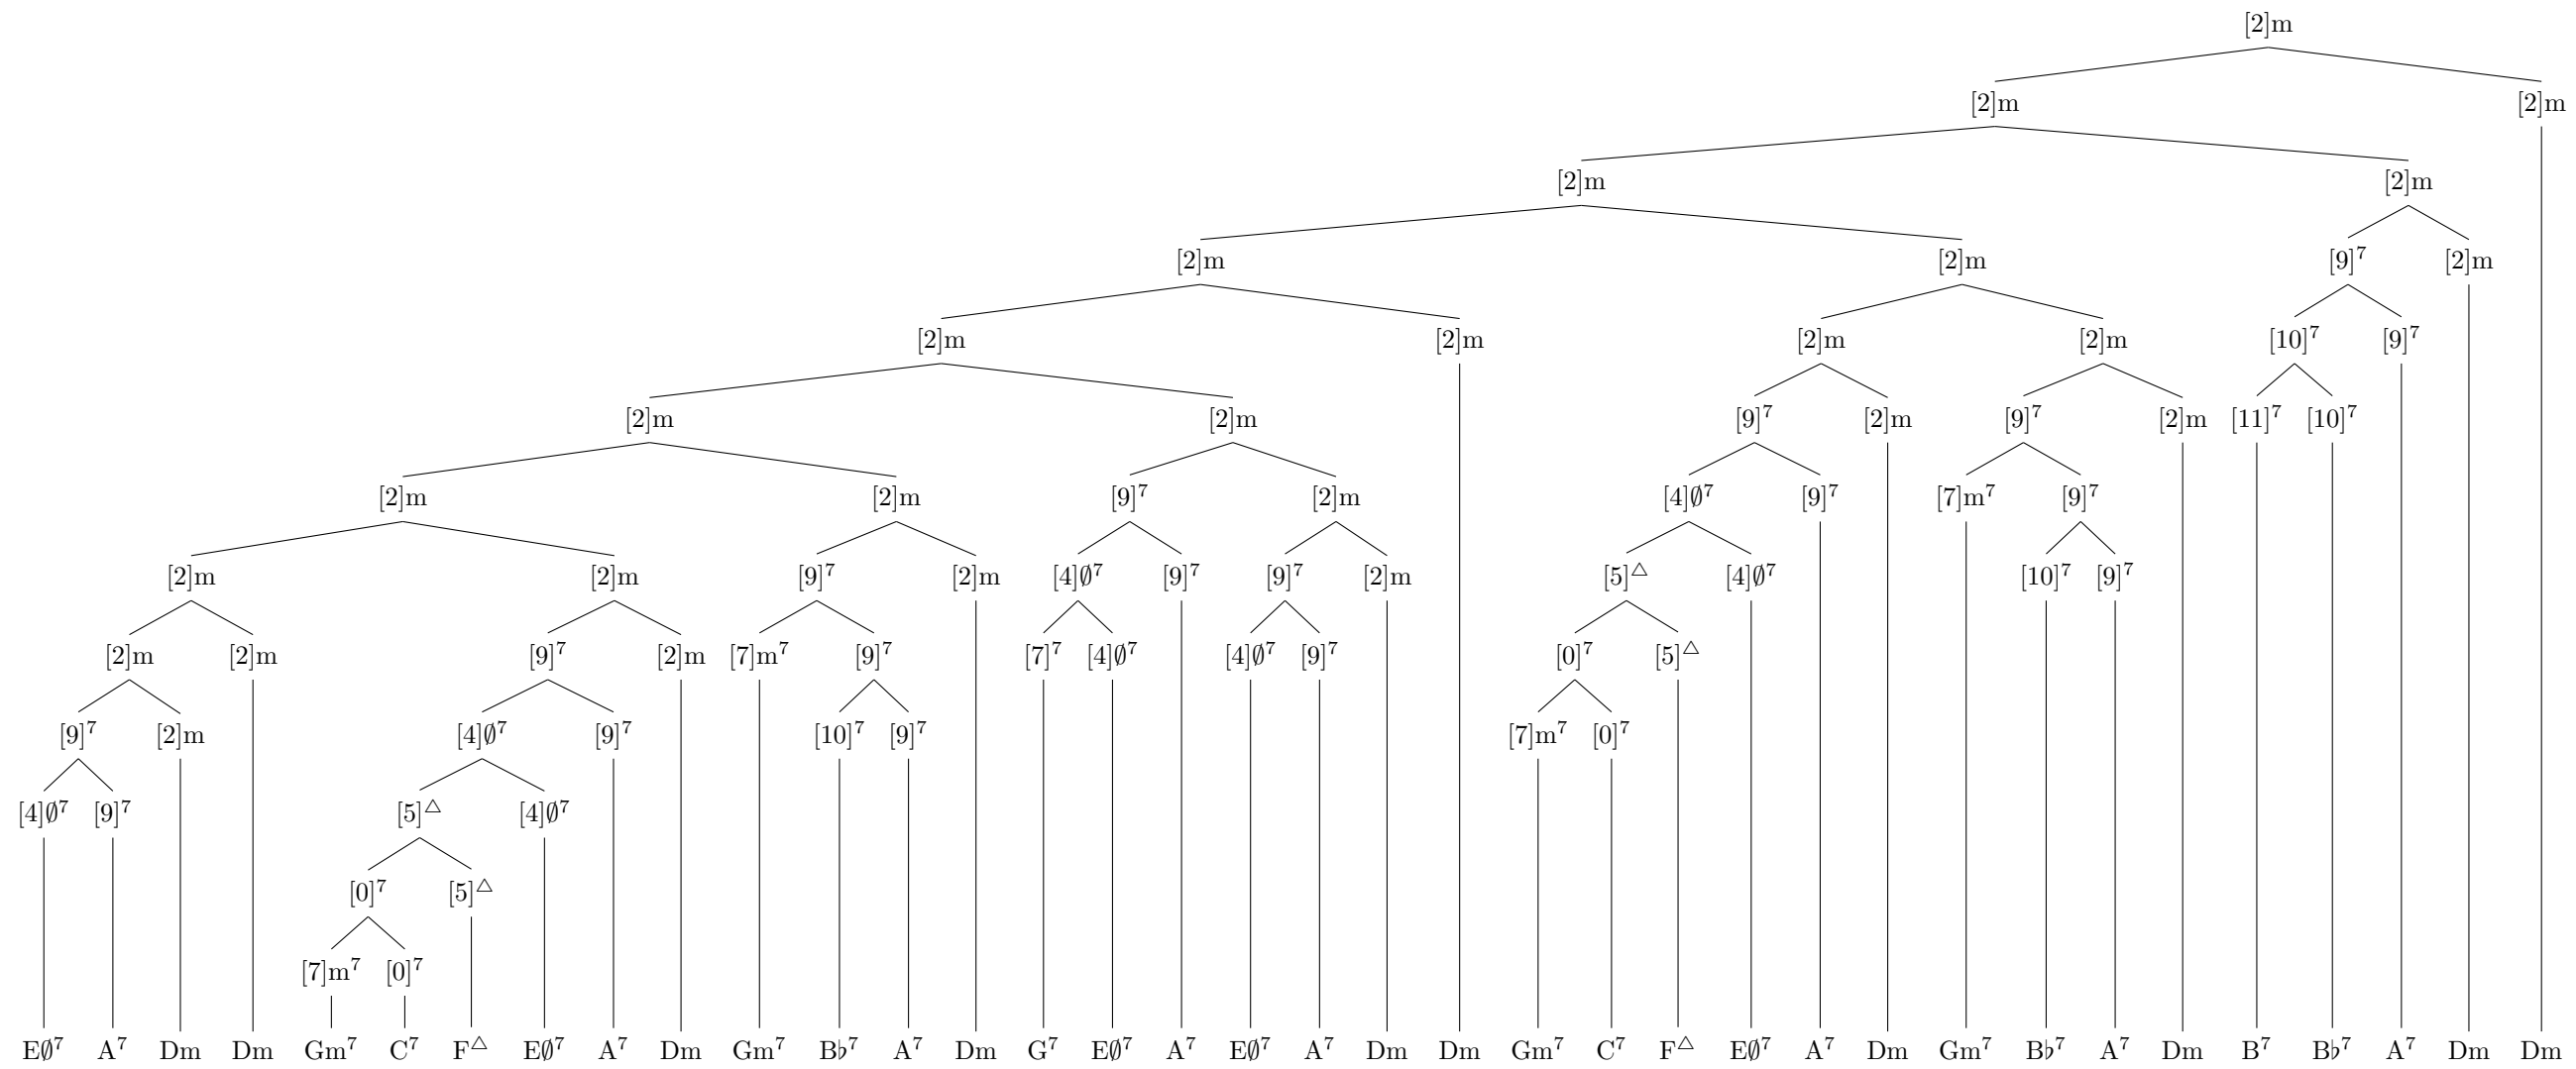 [2]m
[2]m [2]m
[2]m [2]m
[2]m [2]m [9]⁷ [2]m
[2]m [2]m [2]m [2]m [10]⁷ [9]⁷
[2]m [2]m [9]⁷ [2]m [9]⁷ [2]m [11]⁷ [10]⁷
[2]m [2]m [9]⁷ [2]m [4]∅⁷ [9]⁷ [7]m⁷ [9]⁷
[2]m [2]m [9]⁷ [2]m [4]∅⁷ [9]⁷ [9]⁷ [2]m [5]△ [4]∅⁷ [10]⁷ [9]⁷
[2]m [2]m [9]⁷ [2]m [7]m⁷ [9]⁷ [7]⁷ [4]∅⁷ [4]∅⁷ [9]⁷ [0]⁷ [5]△
[9]⁷ [2]m [4]∅⁷ [9]⁷ [10]⁷ [9]⁷ [7]m⁷ [0]⁷
[4]∅⁷ [9]⁷ [5]△ [4]∅⁷
[0]⁷ [5]△
[7]m⁷ [0]⁷
E∅⁷ A⁷ Dm Dm Gm⁷ C⁷ F△ E∅⁷ A⁷ Dm Gm⁷ B♭⁷ A⁷ Dm G⁷ E∅⁷ A⁷ E∅⁷ A⁷ Dm Dm Gm⁷ C⁷ F△ E∅⁷ A⁷ Dm Gm⁷ B♭⁷ A⁷ Dm B⁷ B♭⁷ A⁷ Dm Dm